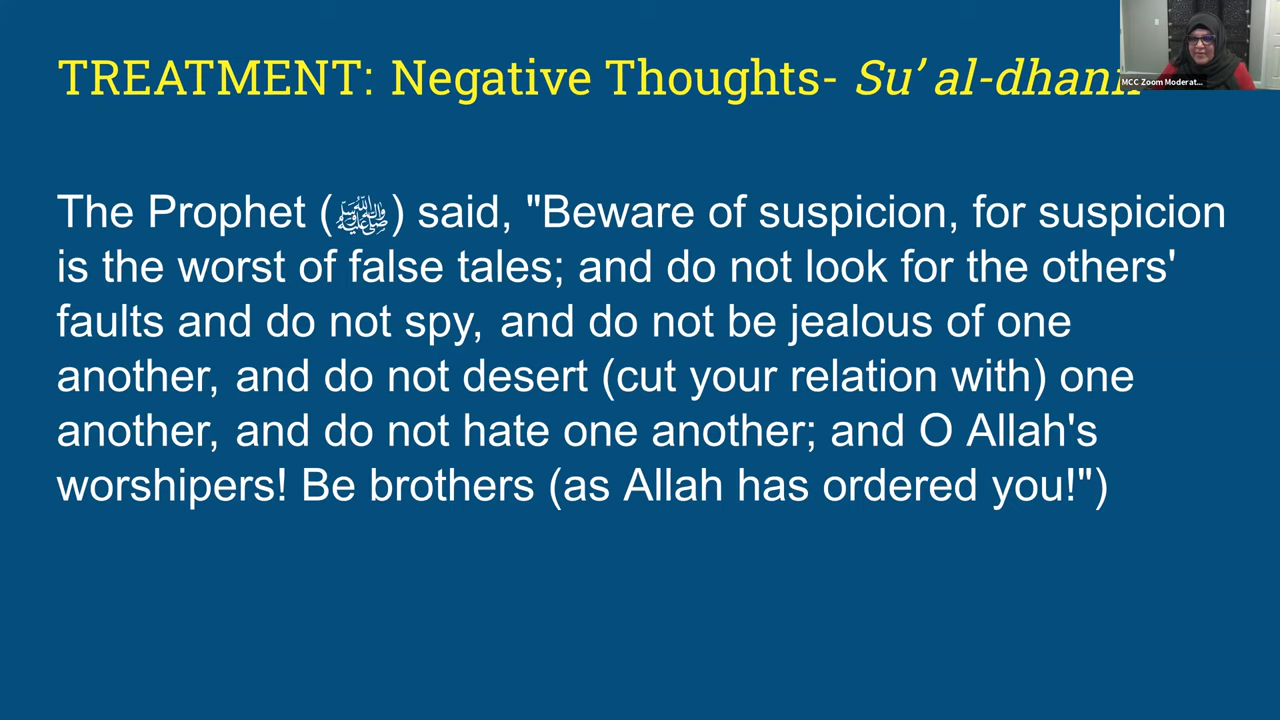 TREATMENT: Negative Thoughts- Su’ al-dhann
MCC Zoom Moderat...
The Prophet (ﷺ) said, "Beware of suspicion, for suspicion
is the worst of false tales; and do not look for the others'
faults and do not spy, and do not be jealous of one
another, and do not desert (cut your relation with) one
another, and do not hate one another; and O Allah's
worshipers! Be brothers (as Allah has ordered you!")